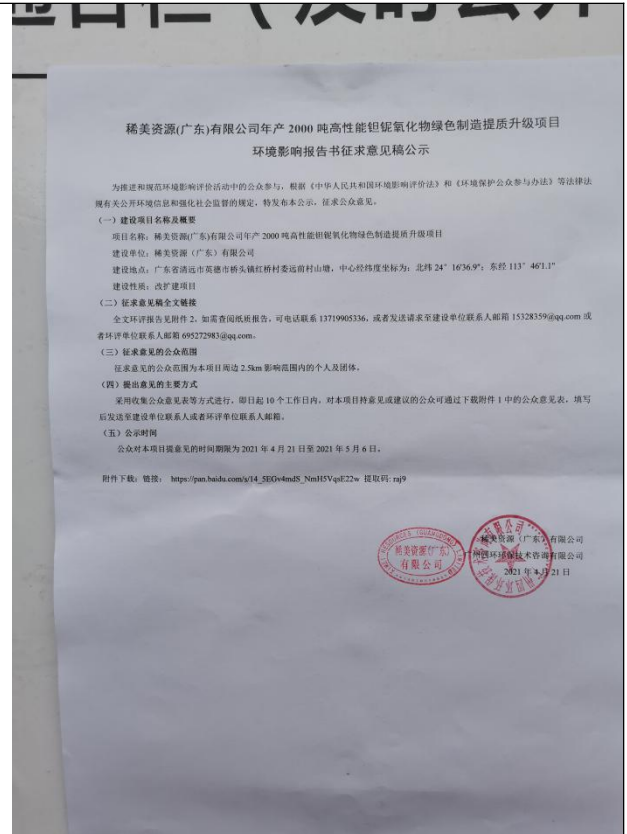 稀美资源(广东)有限公司年产 2000 吨高性能钽铌氧化物绿色制造提质升级项目
环境影响报告书征求意见稿公示
为推进和规范环境影响评价活动中的公众参与，根据《中华人民共和国环境影响评价法》和《环境保护公众参与办法》等法律法
规有关公开环境信息和强化社会监督的规定，特发布本公示，征求公众意见。
（一）建设项目名称及概要
项目名称：稀美资源(广东)有限公司年产 2000 吨高性能钽铌氧化物绿色制造提质升级项目
建设单位：稀美资源（广东）有限公司
建设地点：广东省清远市英德市桥头镇红桥村委远前村山塘，中心经纬度坐标为：北纬 24° 16'36.9"；东经 113° 46'1.1"
建设性质：改扩建项目
（二）征求意见稿全文链接
全文环评报告见附件 2。如需查阅纸质报告，可电话联系 13719905336，或者发送请求至建设单位联系人邮箱 15328359@qq.com 或
者环评单位联系人邮箱 695272983@qq.com。
（三）征求意见的公众范围
征求意见的公众范围为本项目周边 2.5km 影响范围内的个人及团体。
（四）提出意见的主要方式
采用收集公众意见表等方式进行，即日起 10 个工作日内，对本项目持意见或建议的公众可通过下载附件 1 中的公众意见表，填写
后发送至建设单位联系人或者环评单位联系人邮箱。
（五）公示时间
公众对本项目提意见的时间期限为 2021 年 4 月 21 日至 2021 年 5 月 6 日。
附件下载：链接： https://pan.baidu.com/s/14_5EGv4mdS_NmH5VqsE22w 提取码: raj9
稀美资源（广东）有限公司
广州四环环保技术咨询有限公司
2021 年 4 月 21 日
稀美资源(广东)
有限公司